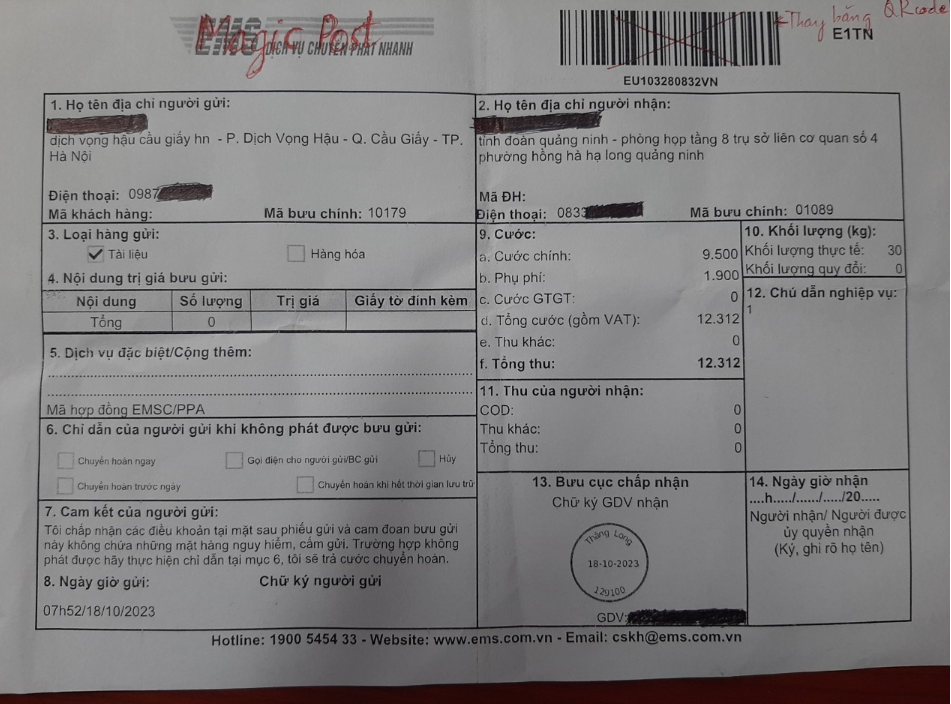 Magic Post
EMS DỊCH VỤ CHUYỂN PHÁT NHANH
Thay bằng QRcode
E1TN
EU103280832VN
1. Họ tên địa chỉ người gửi:
dịch vọng hậu cầu giấy hn - P. Dịch Vọng Hậu - Q. Cầu Giấy - TP.
Hà Nội
Điện thoại: 0987
Mã khách hàng: Mã bưu chính: 10179
2. Họ tên địa chỉ người nhận:
tỉnh đoàn quảng ninh - phòng họp tầng 8 trụ sở liên cơ quan số 4
phường hồng hà hạ long quảng ninh
Mã ĐH:
Điện thoại: 0833 Mã bưu chính: 01089
3. Loại hàng gửi:
Tài liệu Hàng hóa
4. Nội dung trị giá bưu gửi:
Nội dung Số lượng Trị giá Giấy tờ đính kèm
Tổng 0
5. Dịch vụ đặc biệt/Cộng thêm:
Mã hợp đồng EMSC/PPA
6. Chỉ dẫn của người gửi khi không phát được bưu gửi:
Chuyển hoàn ngay Gọi điện cho người gửi/BC gửi Hủy
Chuyển hoàn trước ngày Chuyển hoàn khi hết thời gian lưu trữ
7. Cam kết của người gửi:
Tôi chấp nhận các điều khoản tại mặt sau phiếu gửi và cam đoan bưu gửi
này không chứa những mặt hàng nguy hiểm, cấm gửi. Trường hợp không
phát được hãy thực hiện chỉ dẫn tại mục 6, tôi sẽ trả cước chuyển hoàn.
8. Ngày giờ gửi: Chữ ký người gửi
07h52/18/10/2023
9. Cước:
a. Cước chính: 9.500
b. Phụ phí: 1.900
c. Cước GTGT: 0
d. Tổng cước (gồm VAT): 12.312
e. Thu khác: 0
f. Tổng thu: 12.312
10. Khối lượng (kg):
Khối lượng thực tế: 30
Khối lượng quy đổi: 0
12. Chú dẫn nghiệp vụ:
1
11. Thu của người nhận:
COD: 0
Thu khác: 0
Tổng thu: 0
13. Bưu cục chấp nhận
Chữ ký GDV nhận
Thăng Long
18-10-2023
129100
GDV:
14. Ngày giờ nhận
....h...../....../...../20.....
Người nhận/ Người được
ủy quyền nhận
(Ký, ghi rõ họ tên)
Hotline: 1900 5454 33 - Website: www.ems.com.vn - Email: cskh@ems.com.vn